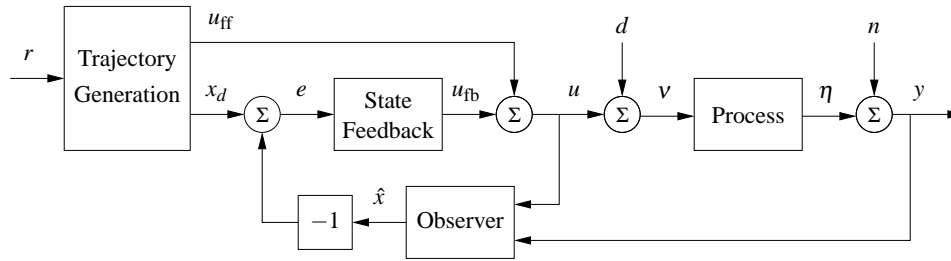 r
Trajectory
Generation
u_ff
x_d
Σ
e
State
Feedback
u_fb
Σ
u
d
Σ
ν
Process
η
n
Σ
y
−1
x̂
Observer